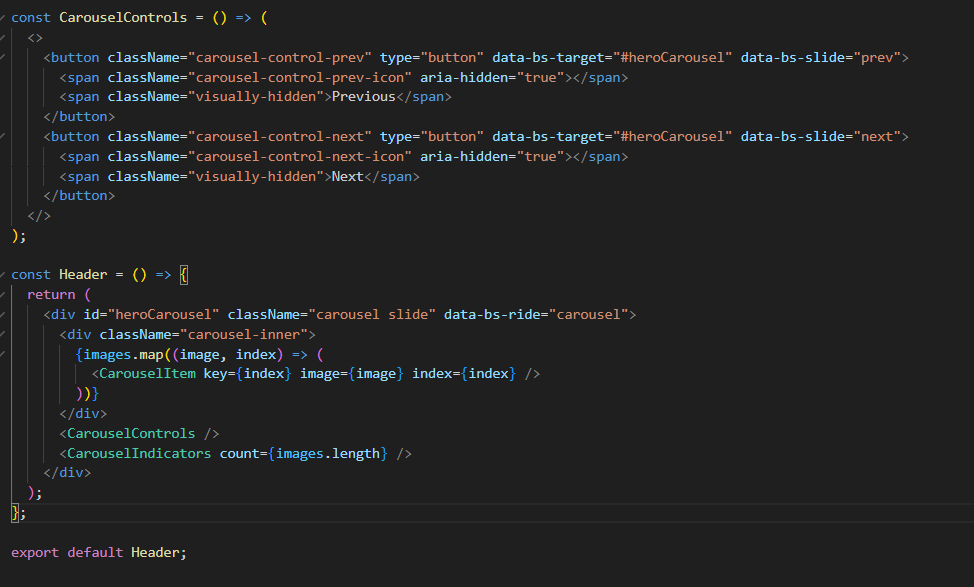 const CarouselControls = () => (
  <>
    <button className="carousel-control-prev" type="button" data-bs-target="#heroCarousel" data-bs-slide="prev">
      <span className="carousel-control-prev-icon" aria-hidden="true"></span>
      <span className="visually-hidden">Previous</span>
    </button>
    <button className="carousel-control-next" type="button" data-bs-target="#heroCarousel" data-bs-slide="next">
      <span className="carousel-control-next-icon" aria-hidden="true"></span>
      <span className="visually-hidden">Next</span>
    </button>
  </>
);

const Header = () => {
  return (
    <div id="heroCarousel" className="carousel slide" data-bs-ride="carousel">
      <div className="carousel-inner">
        {images.map((image, index) => (
          <CarouselItem key={index} image={image} index={index} />
        ))}
      </div>
      <CarouselControls />
      <CarouselIndicators count={images.length} />
    </div>
  );
};

export default Header;